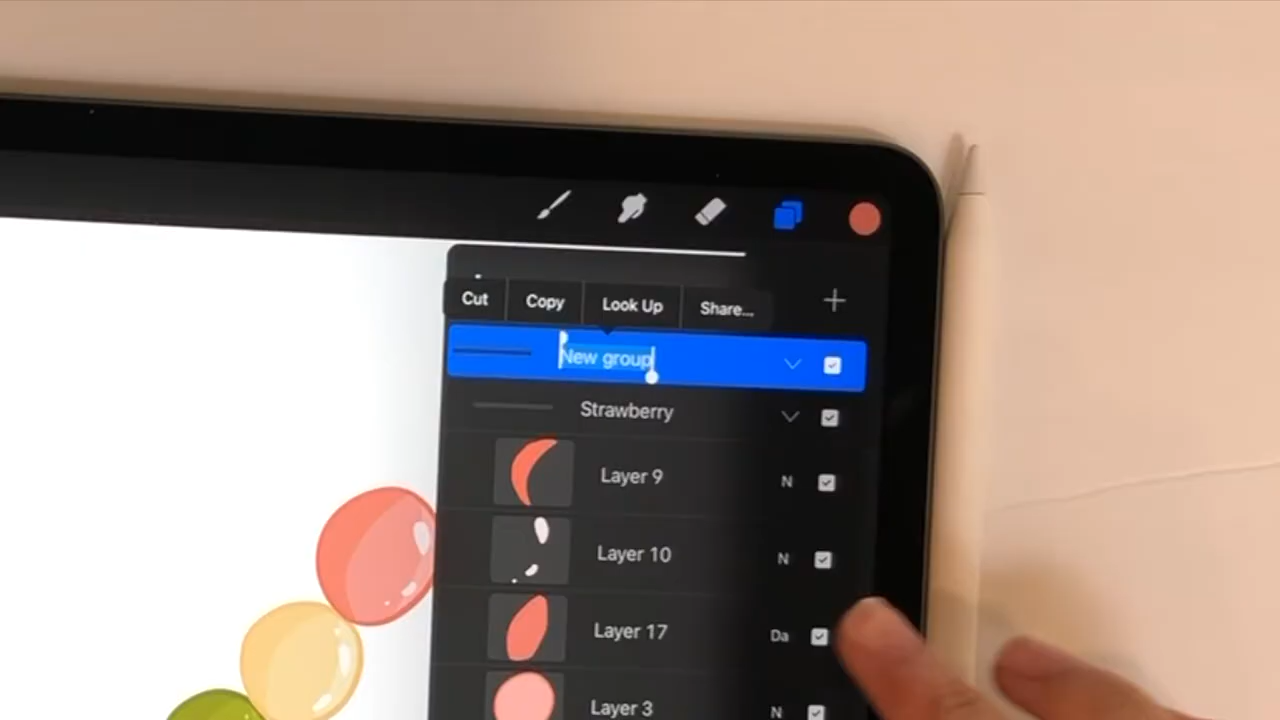 Cut Copy Look Up Share...
New group
Strawberry
Layer 9 N
Layer 10 N
Layer 17 Da
Layer 3 N